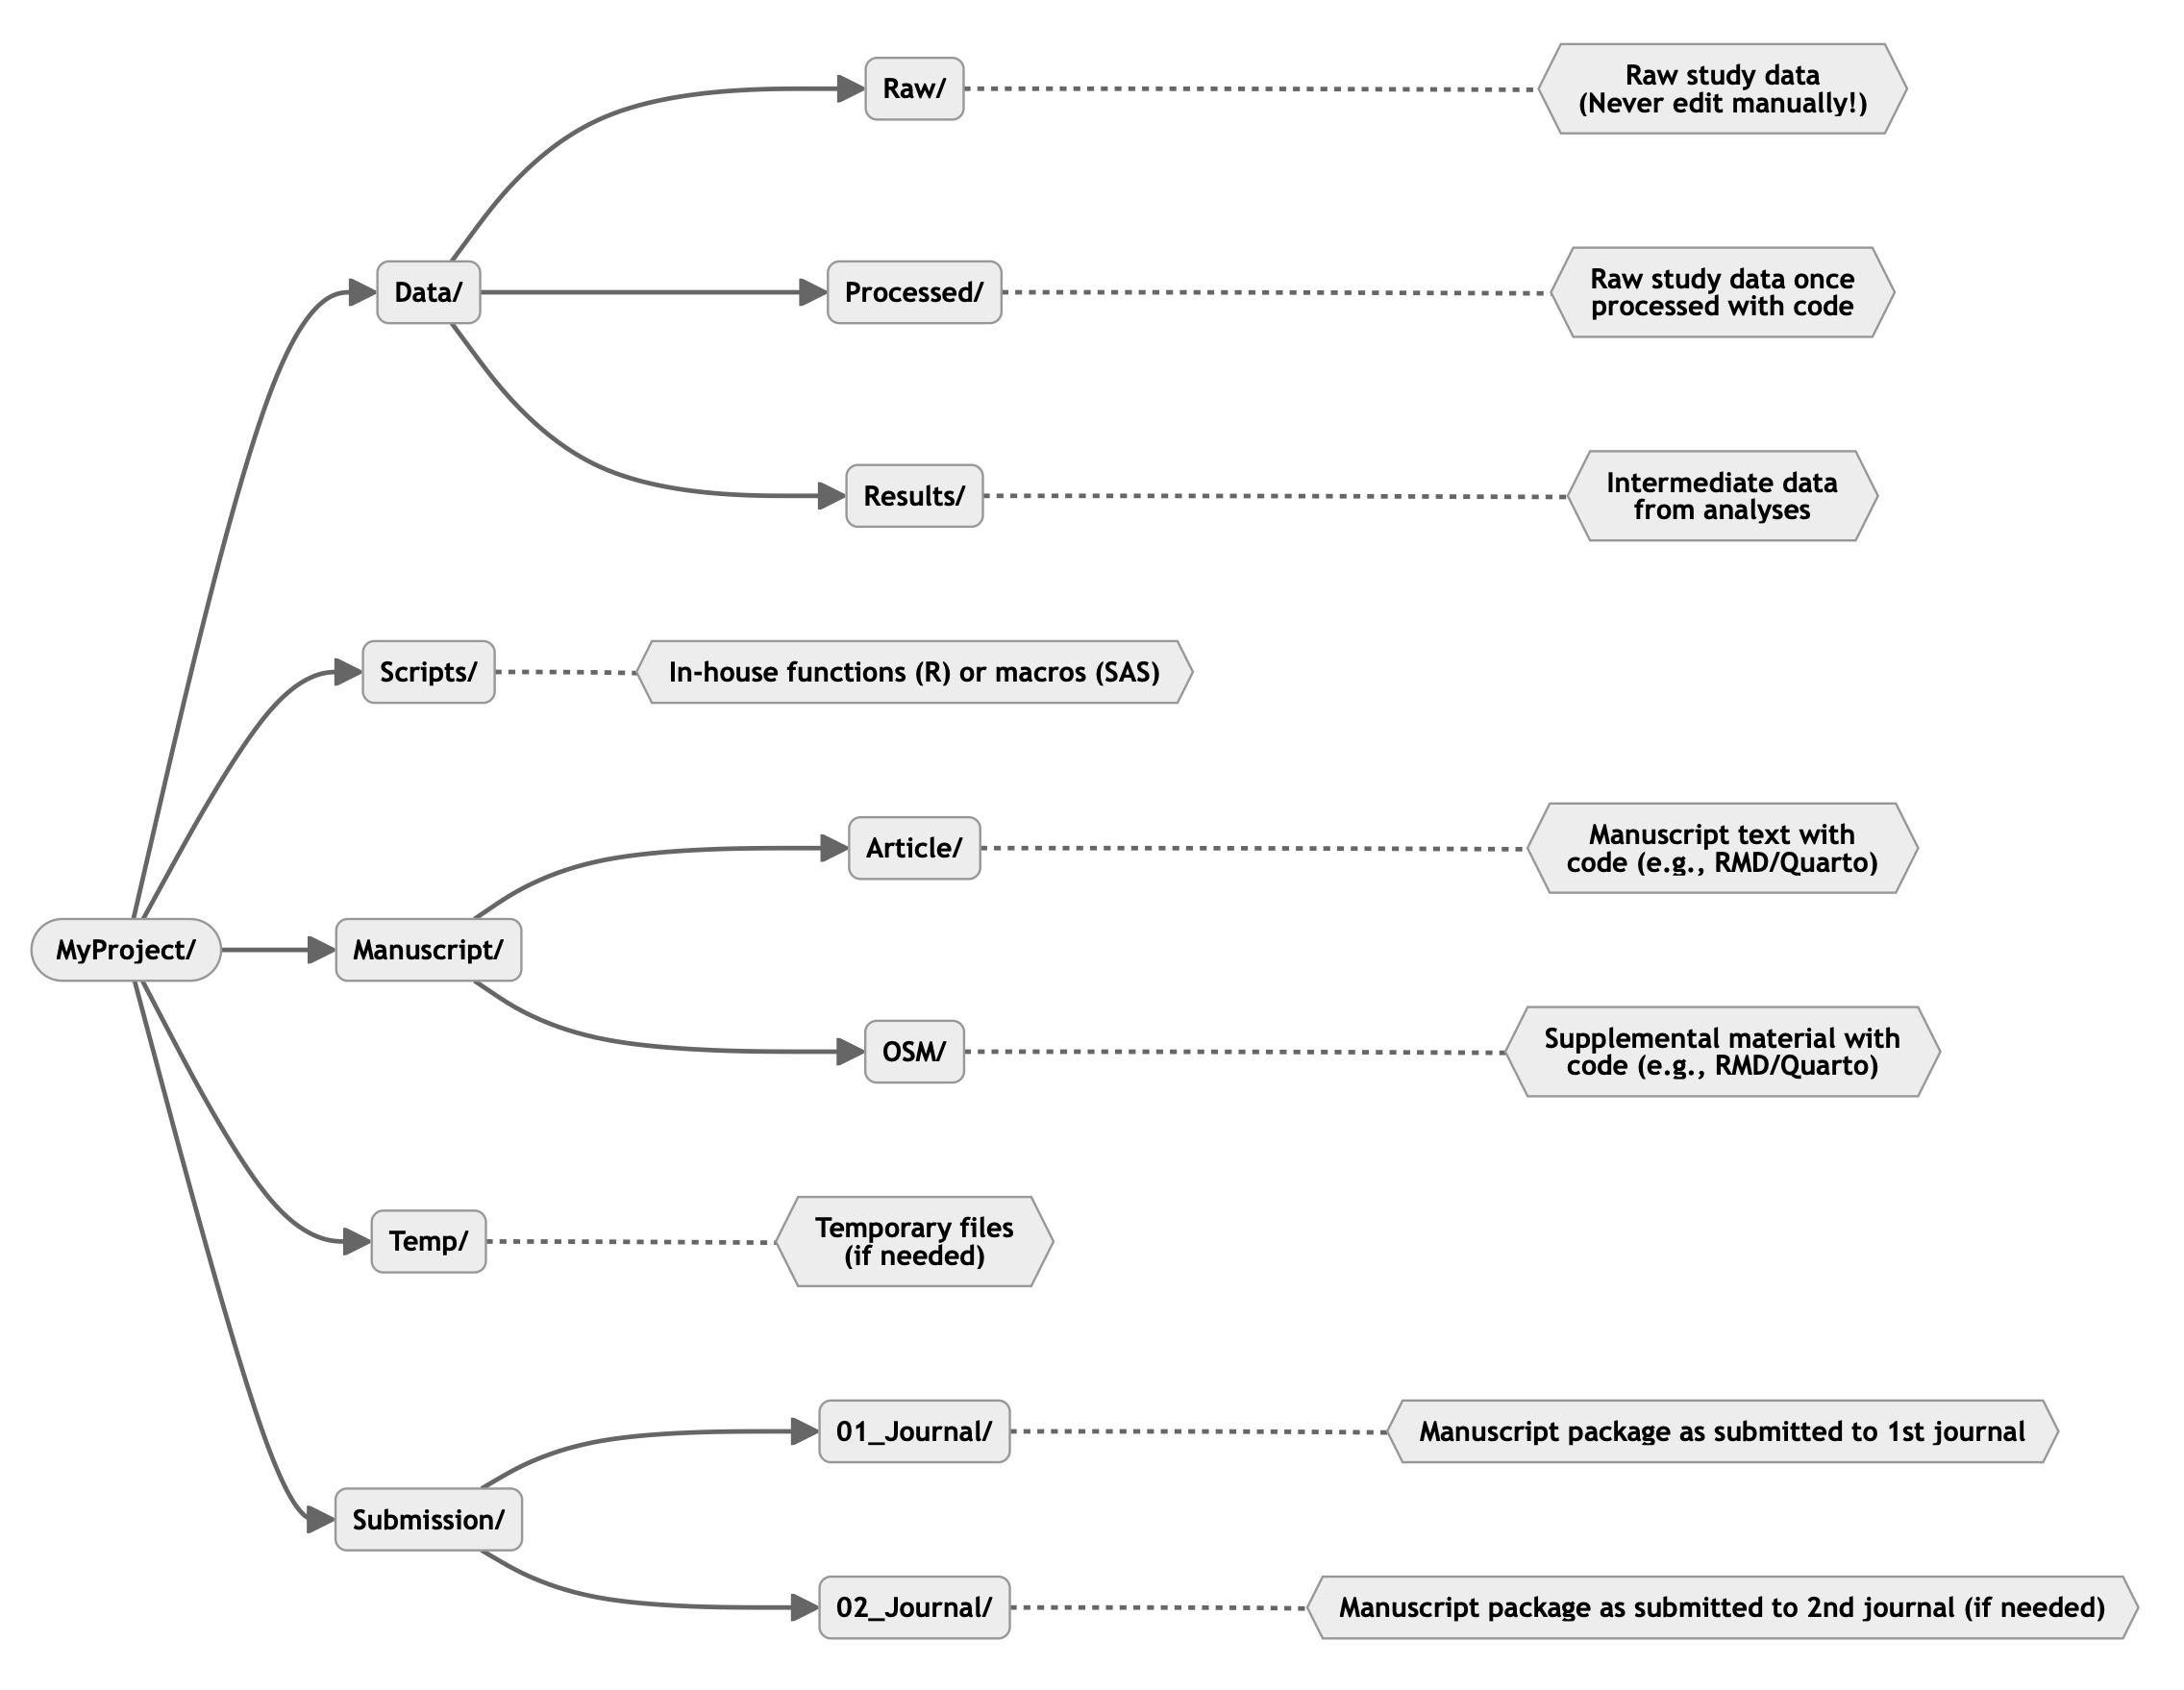 Raw/
Raw study data
(Never edit manually!)
Data/
Processed/
Raw study data once
processed with code
Results/
Intermediate data
from analyses
Scripts/
In-house functions (R) or macros (SAS)
Article/
Manuscript text with
code (e.g., RMD/Quarto)
MyProject/
Manuscript/
OSM/
Supplemental material with
code (e.g., RMD/Quarto)
Temp/
Temporary files
(if needed)
01_Journal/
Manuscript package as submitted to 1st journal
Submission/
02_Journal/
Manuscript package as submitted to 2nd journal (if needed)